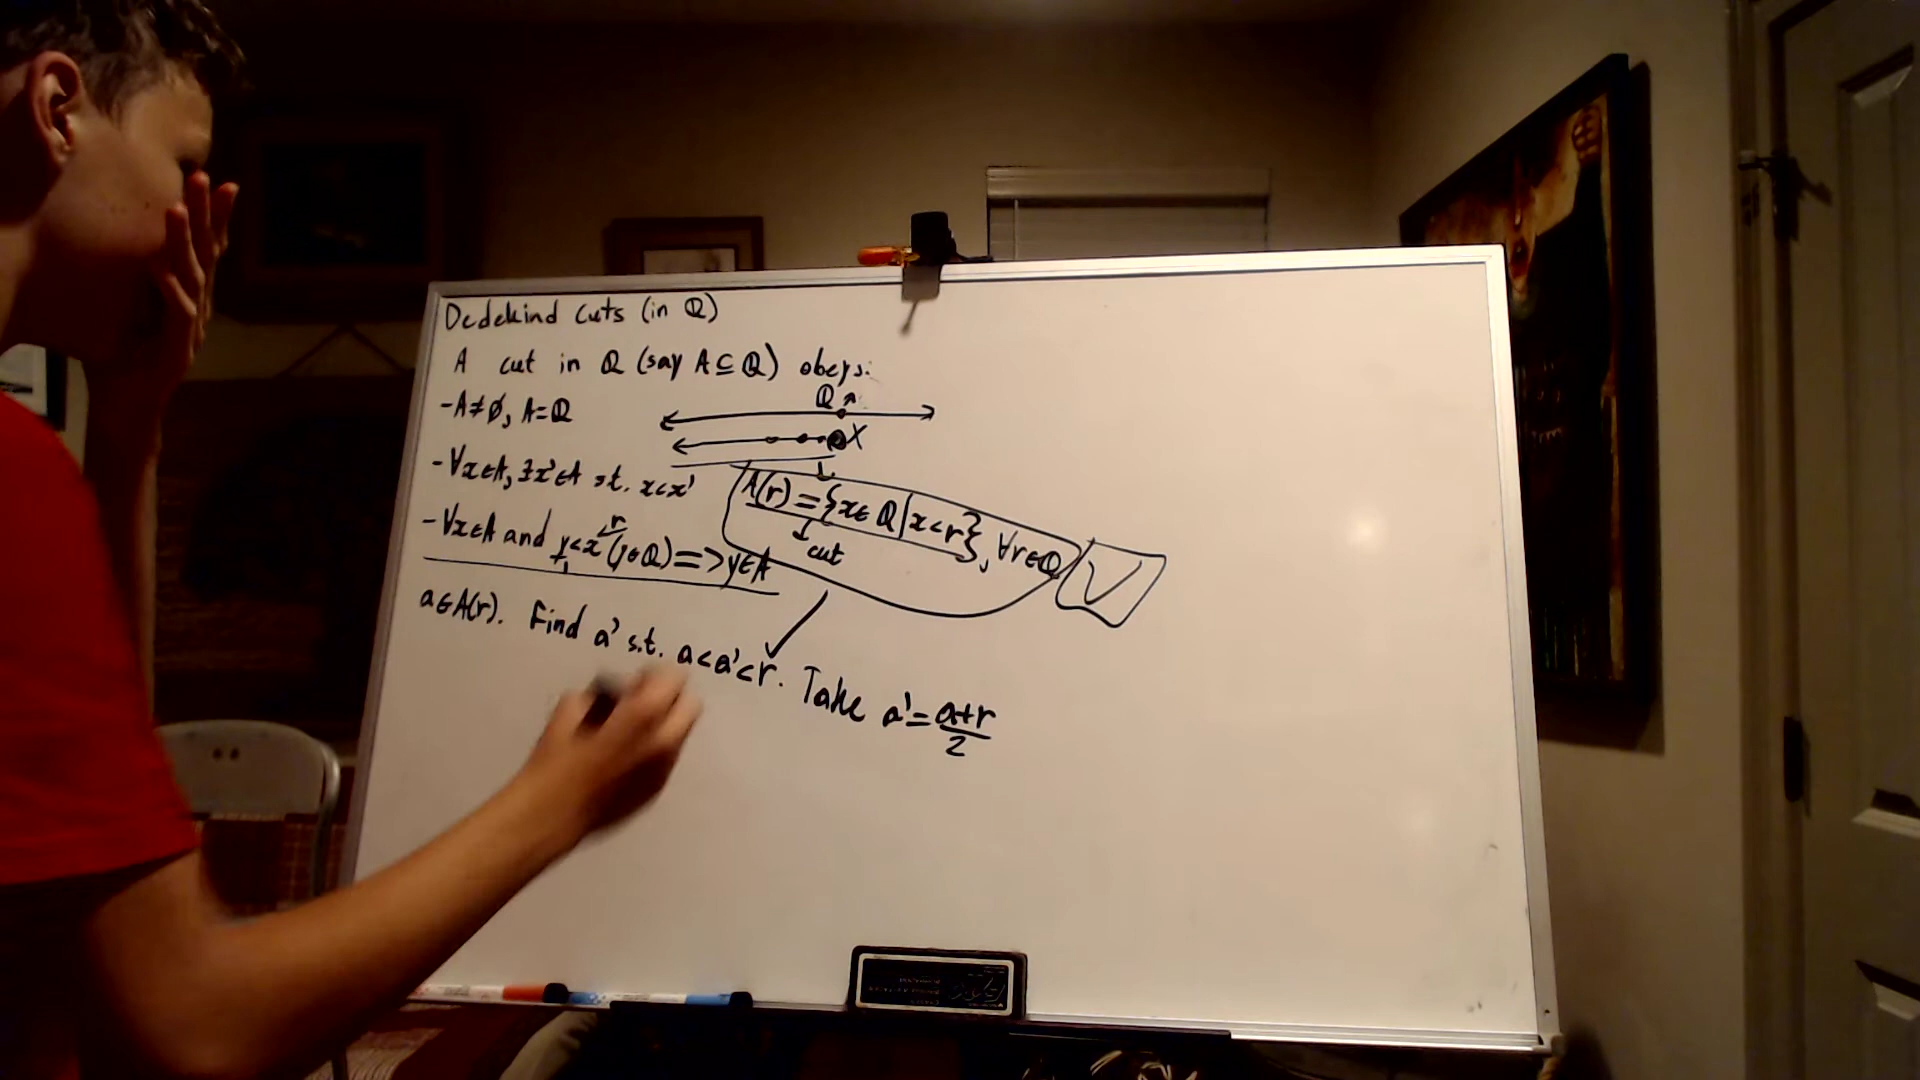 Dedekind Cuts (in ℚ)
A cut in ℚ (say A ⊆ ℚ) obeys:
-A≠∅, A=ℚ
ℚ r
X
-∀x∈A, ∃x'∈A s.t. x<x'
A(r) = {x∈ℚ | x<r}, ∀r∈ℚ
cut
r
-∀x∈A and y<x (y∈ℚ) => y∈A
a∈A(r). Find a' s.t. a<a'<r. Take a' = (a+r)/2